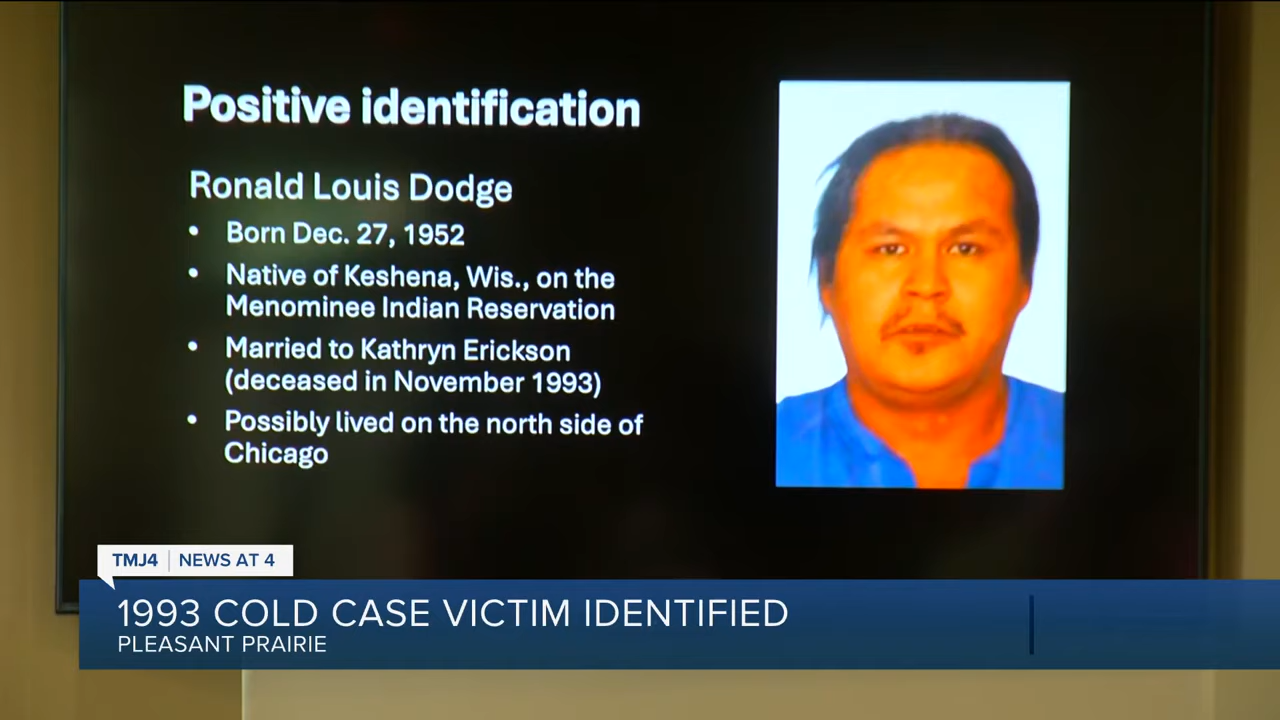 Positive identification
Ronald Louis Dodge
• Born Dec. 27, 1952
• Native of Keshena, Wis., on the
Menominee Indian Reservation
• Married to Kathryn Erickson
(deceased in November 1993)
• Possibly lived on the north side of
Chicago
TMJ4 | NEWS AT 4
1993 COLD CASE VICTIM IDENTIFIED
PLEASANT PRAIRIE